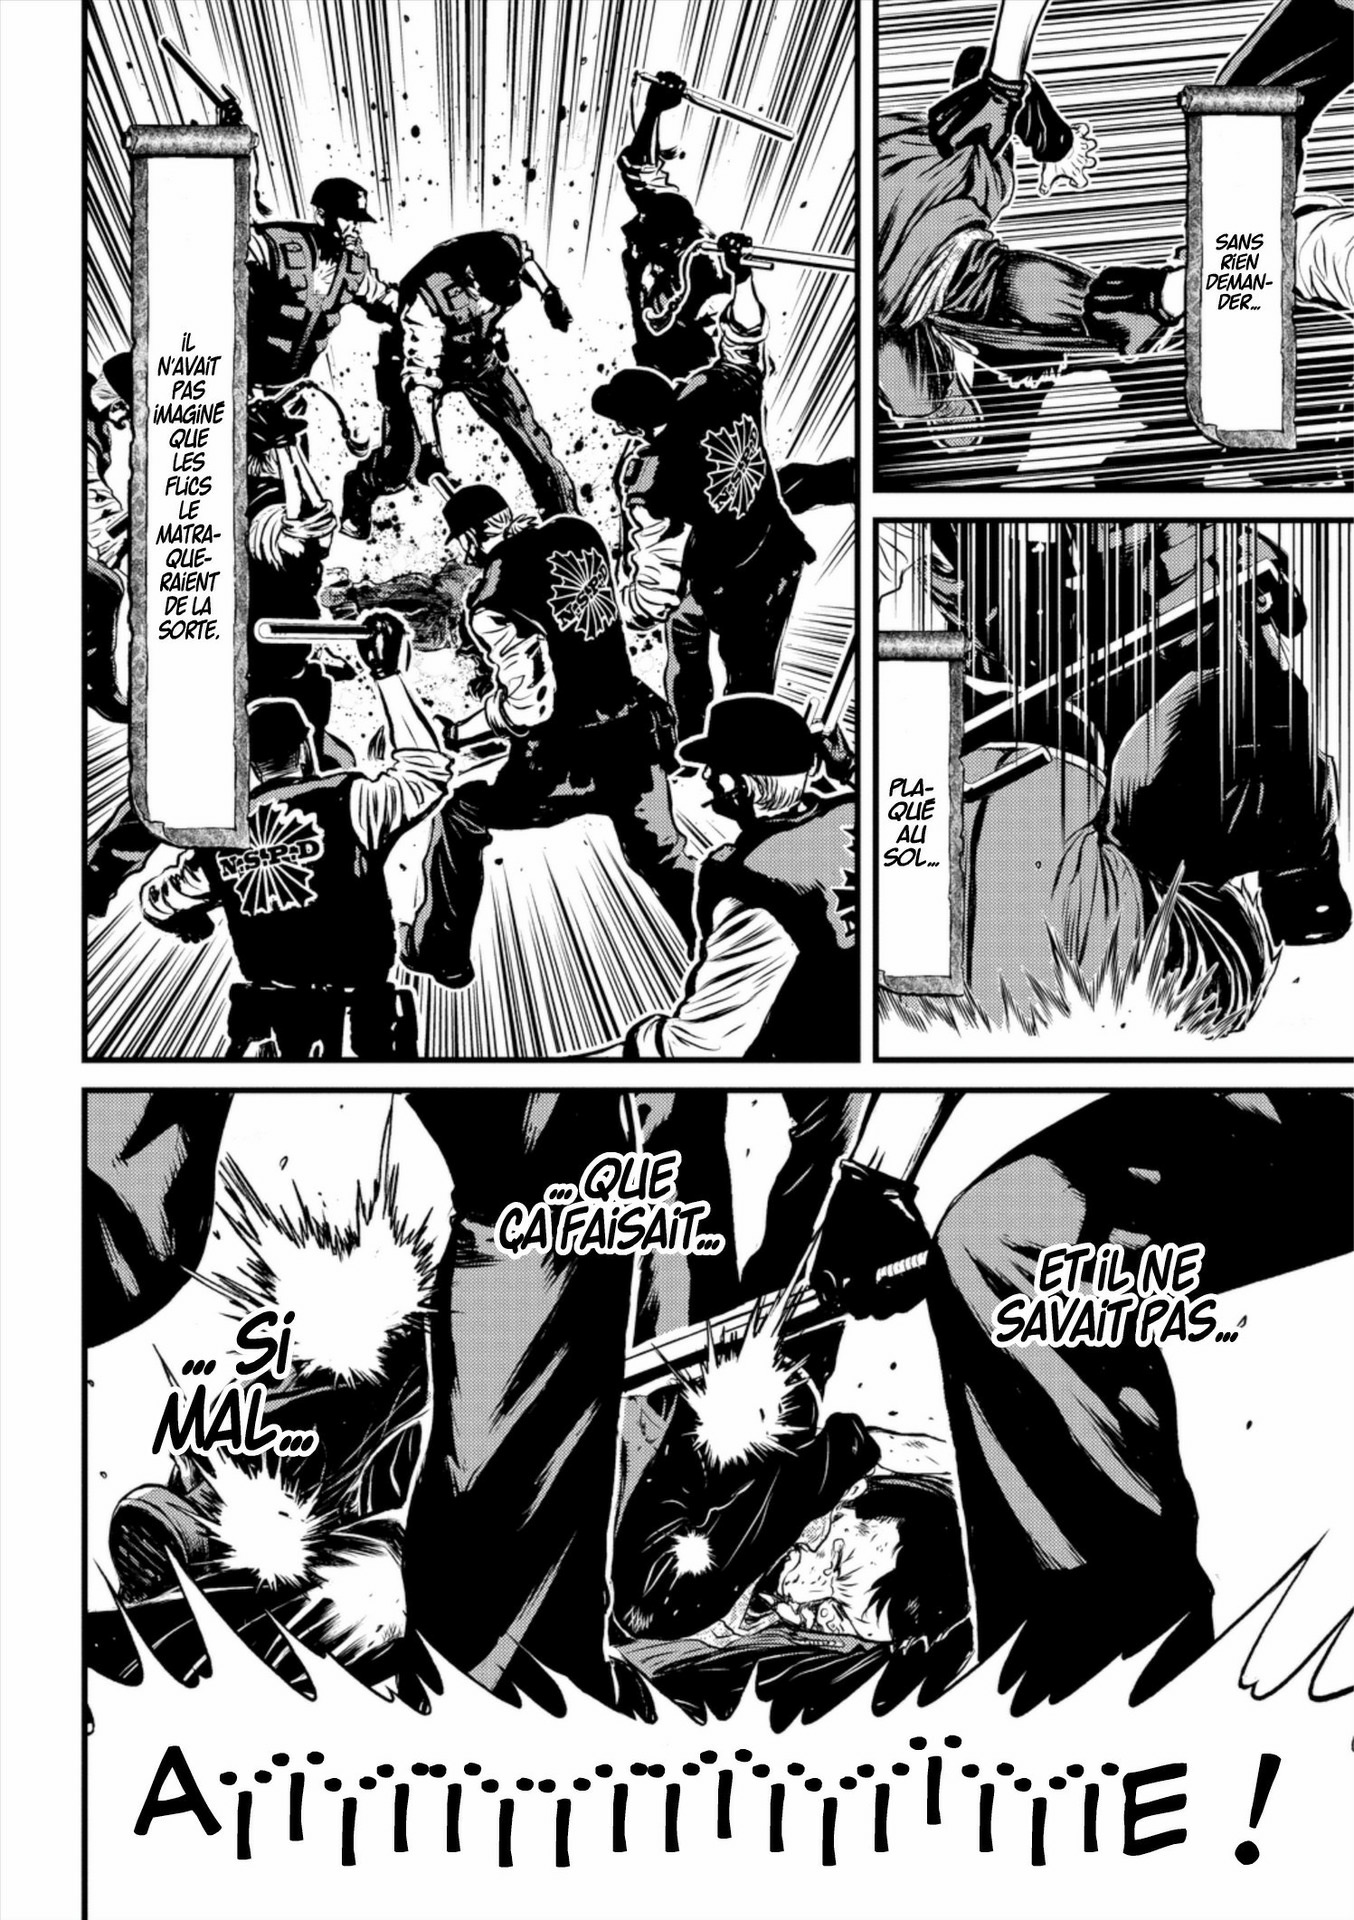 SANS
RIEN
DEMAN-
DER...
PLA-
QUÉ
AU
SOL...
IL
N'AVAIT
PAS
IMAGINÉ
QUE
LES
FLICS
LE
MATRA-
QUE-
RAIENT
DE LA
SORTE.
N.S.P.D
ET IL NE
SAVAIT PAS...
... QUE
ÇA FAISAIT...
... SI
MAL...
AÏÏÏÏÏÏÏÏÏÏÏÏÏÏÏÏE !